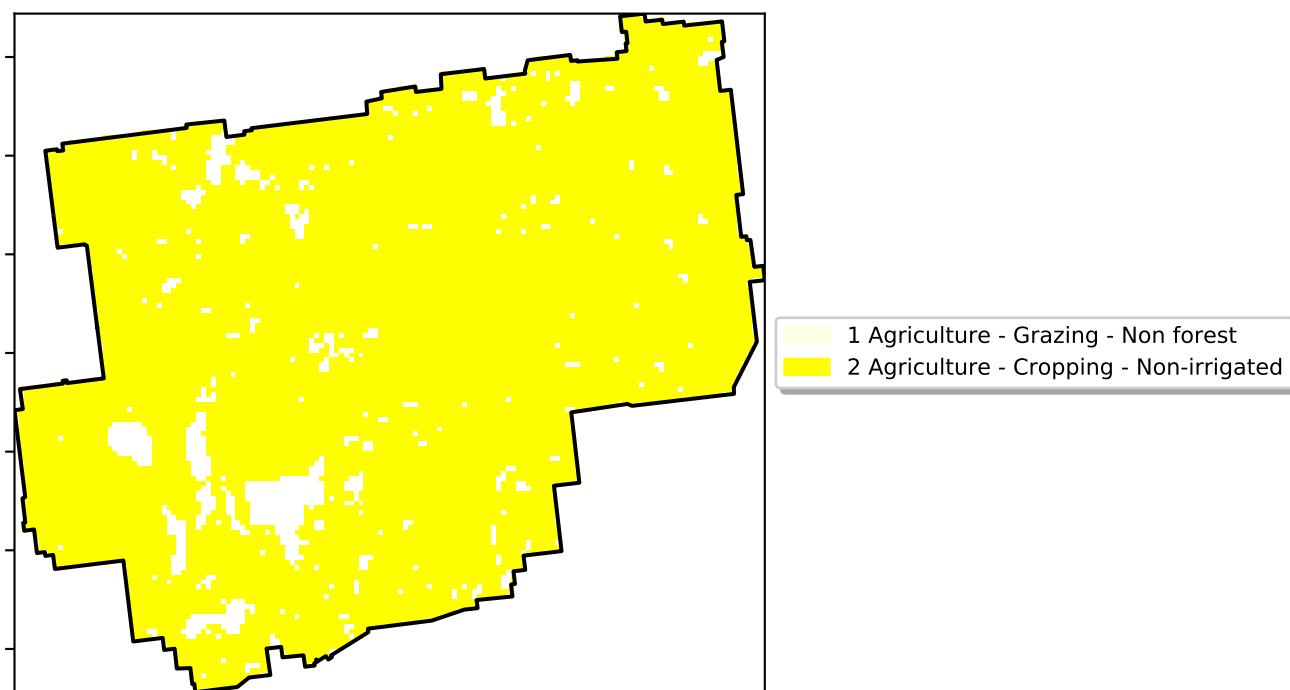 1 Agriculture - Grazing - Non forest
2 Agriculture - Cropping - Non-irrigated